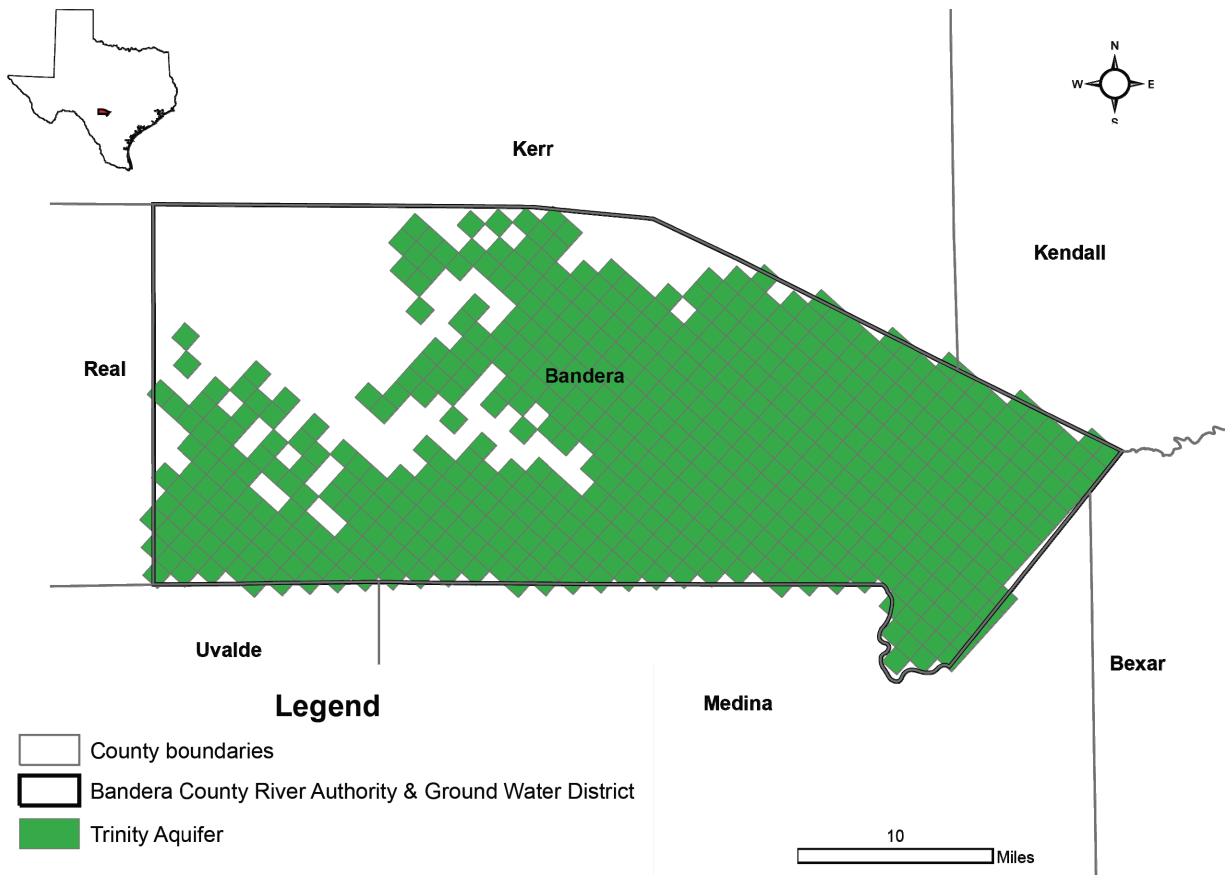 N
W E
S
Kerr
Kendall
Real
Bandera
Uvalde
Bexar
Medina
Legend
County boundaries
Bandera County River Authority & Ground Water District
Trinity Aquifer
10
Miles